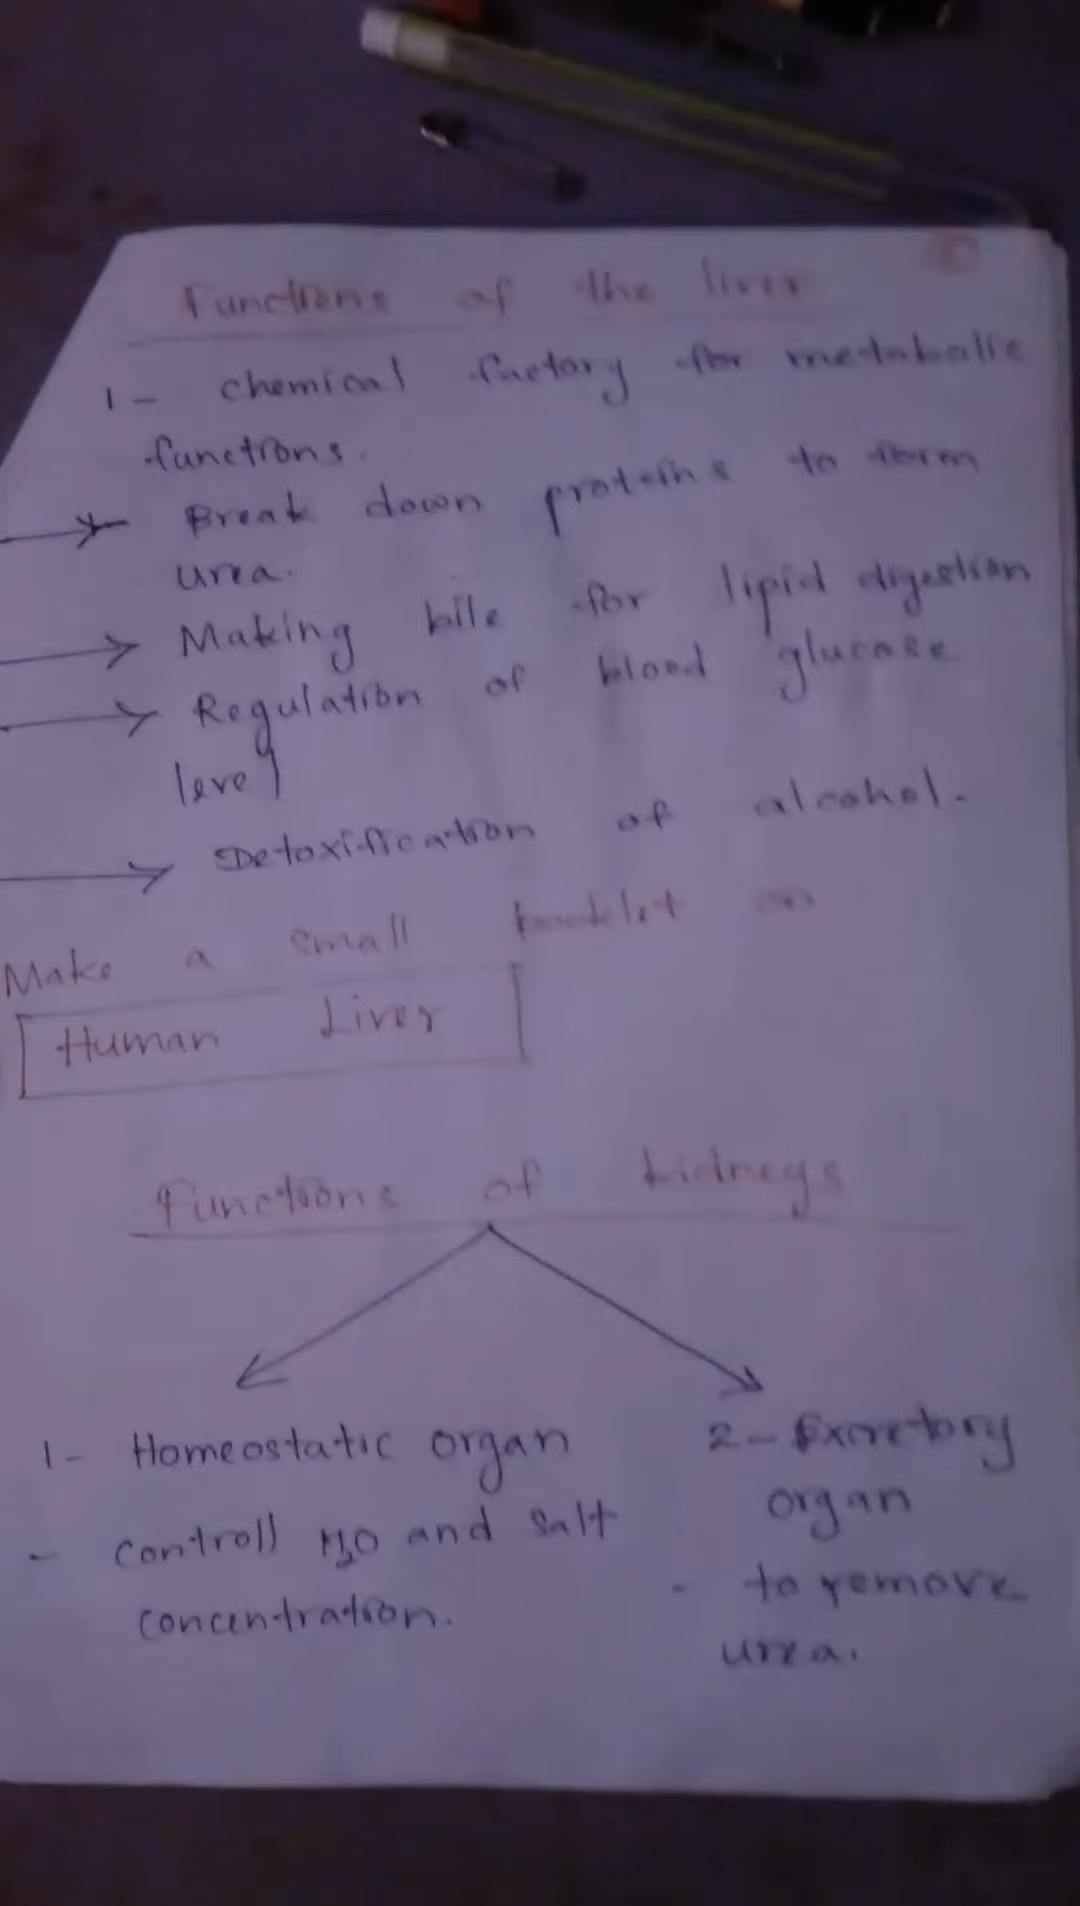 Functions of the liver
1- chemical factory for metabolic
functions.
Break down proteins to form
urea.
Making bile for lipid digestion
Regulation of blood glucose
level
Detoxification of alcohol.
Make a small booklet on
Human Liver
Functions of kidneys
1- Homeostatic organ
- controll H₂O and salt
concentration.
2- Excretory
organ
- to remove
urea.